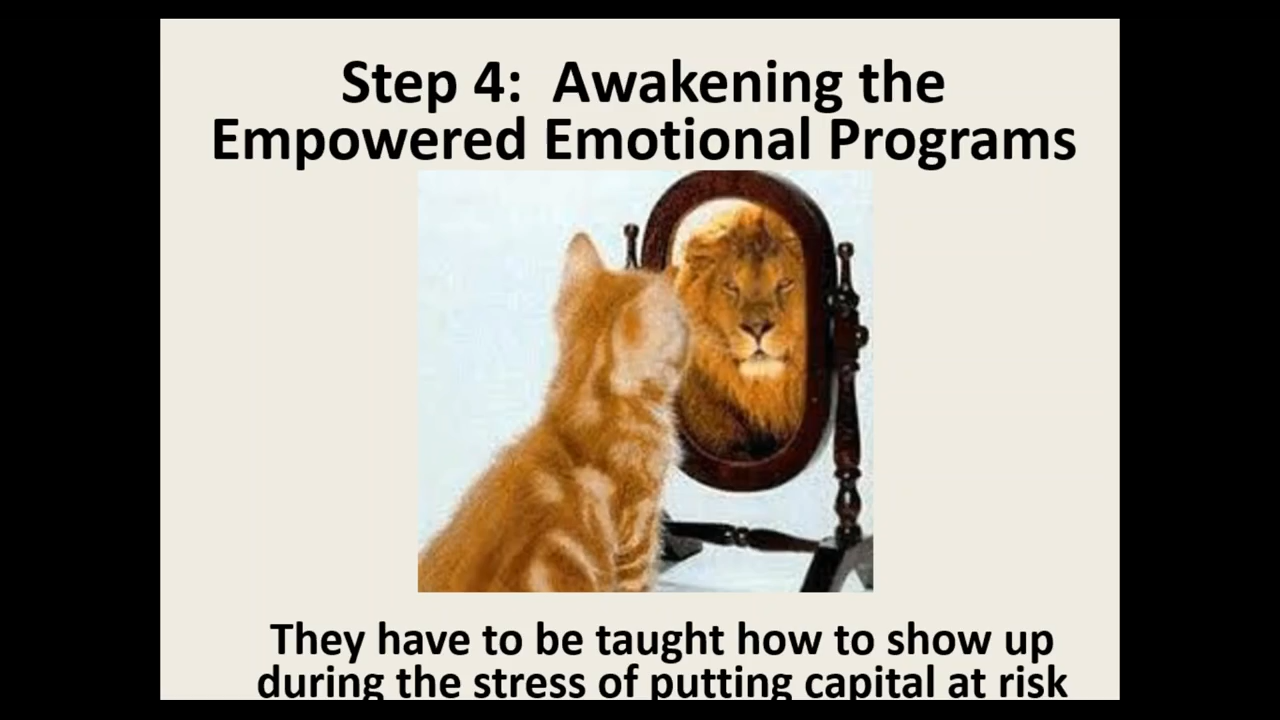 Step 4:  Awakening the
Empowered Emotional Programs
They have to be taught how to show up
during the stress of putting capital at risk